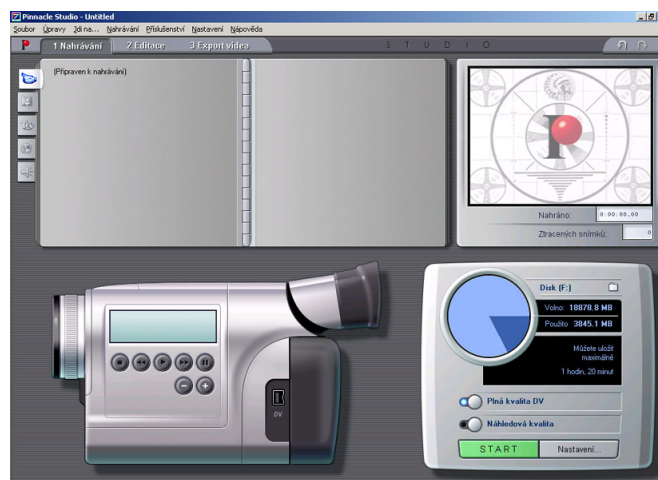 Pinnacle Studio - Untitled
Soubor Úpravy Jdi na... Nahrávání Příslušenství Nastavení Nápověda
P 1 Nahrávání 2 Editace 3 Export videa STUDIO
(Připraven k nahrávání)
P
Nahráno: 0:00:00.00
Ztracených snímků: 0
Disk (F:)
Volno: 18878.8 MB
Použito 3845.1 MB
Můžete uložit
maximálně
1 hodin, 20 minut
DV
Plná kvalita DV
Náhledová kvalita
START Nastavení...